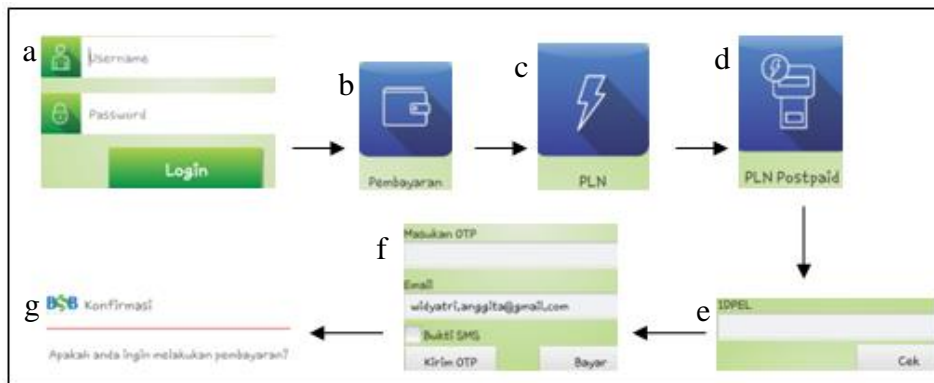 a
Username
Password
Login
b
Pembayaran
c
PLN
d
PLN Postpaid
e
IDPEL
Cek
f
Masukan OTP
Email
widyatri.anggita@gmail.com
Bukti SMS
Kirim OTP
Bayar
g
BSB Konfirmasi
Apakah anda ingin melakukan pembayaran?